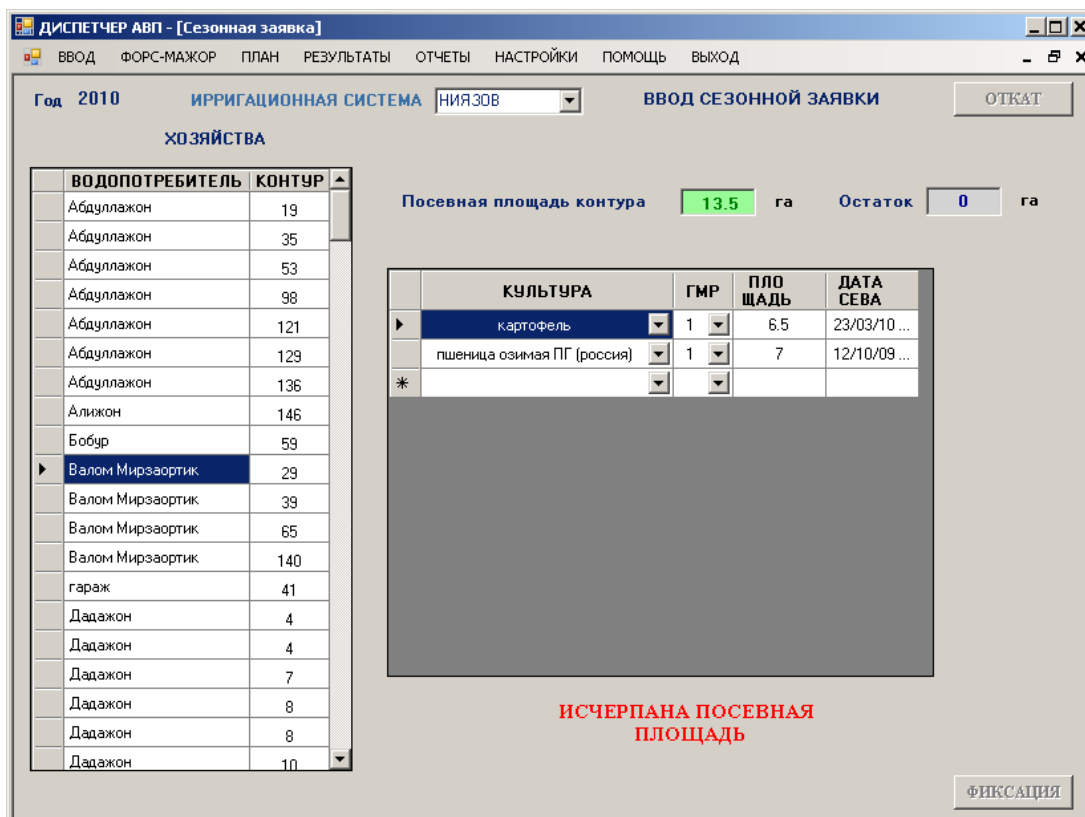 ДИСПЕТЧЕР АВП - [Сезонная заявка]
ВВОД ФОРС-МАЖОР ПЛАН РЕЗУЛЬТАТЫ ОТЧЕТЫ НАСТРОЙКИ ПОМОЩЬ ВЫХОД
Год 2010 ИРРИГАЦИОННАЯ СИСТЕМА НИЯЗОВ ВВОД СЕЗОННОЙ ЗАЯВКИ ОТКАТ
ХОЗЯЙСТВА
ВОДОПОТРЕБИТЕЛЬ КОНТУР
Абдуллажон 19
Абдуллажон 35
Абдуллажон 53
Абдуллажон 98
Абдуллажон 121
Абдуллажон 129
Абдуллажон 136
Алижон 146
Бобур 59
Валом Мирзаортик 29
Валом Мирзаортик 39
Валом Мирзаортик 65
Валом Мирзаортик 140
гараж 41
Дадажон 4
Дадажон 4
Дадажон 7
Дадажон 8
Дадажон 8
Дадажон 10
Посевная площадь контура 13.5 га Остаток 0 га
КУЛЬТУРА ГМР ПЛО ЩАДЬ ДАТА СЕВА
картофель 1 6.5 23/03/10 ...
пшеница озимая ПГ (россия) 1 7 12/10/09 ...
ИСЧЕРПАНА ПОСЕВНАЯ
ПЛОЩАДЬ
ФИКСАЦИЯ